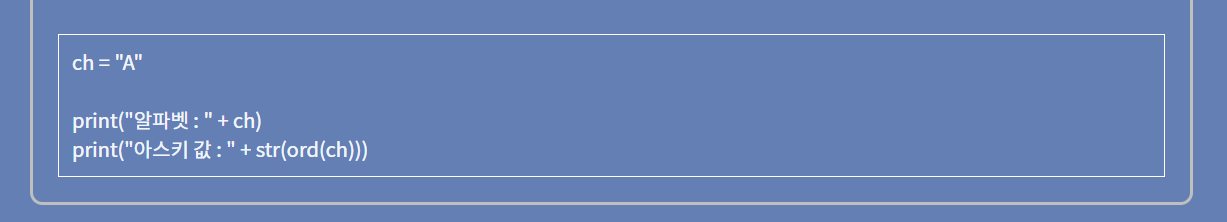 ch = "A"
print("알파벳 : " + ch)
print("아스키 값 : " + str(ord(ch)))